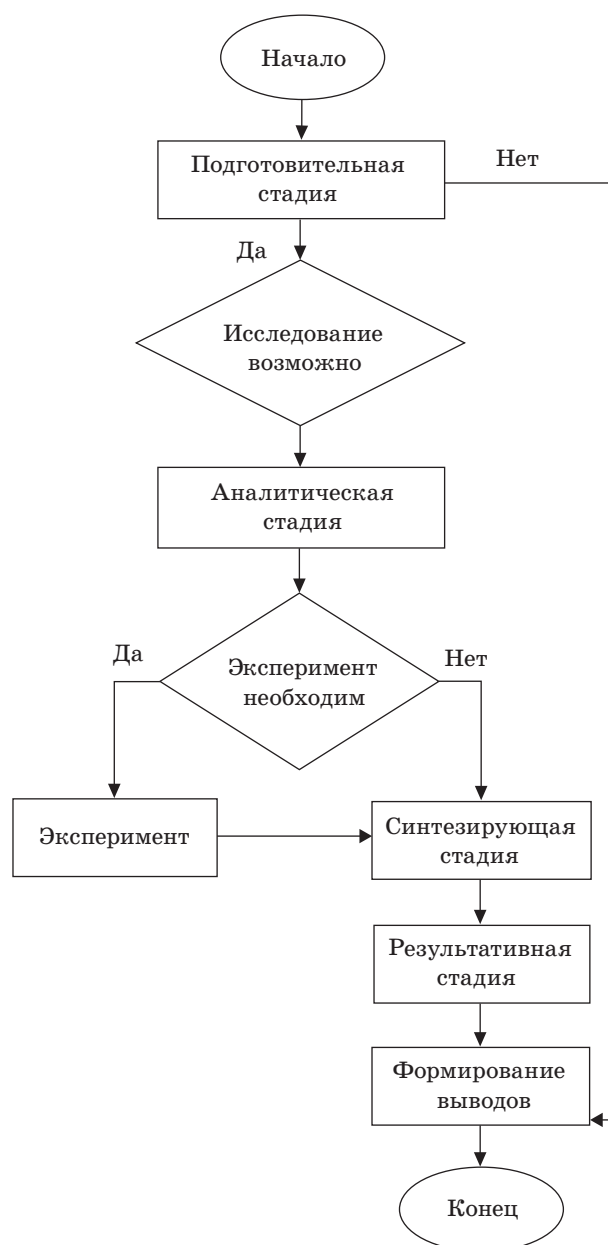 Начало
Подготовительная
стадия
Нет
Да
Исследование
возможно
Аналитическая
стадия
Да
Эксперимент
необходим
Нет
Эксперимент
Синтезирующая
стадия
Результативная
стадия
Формирование
выводов
Конец